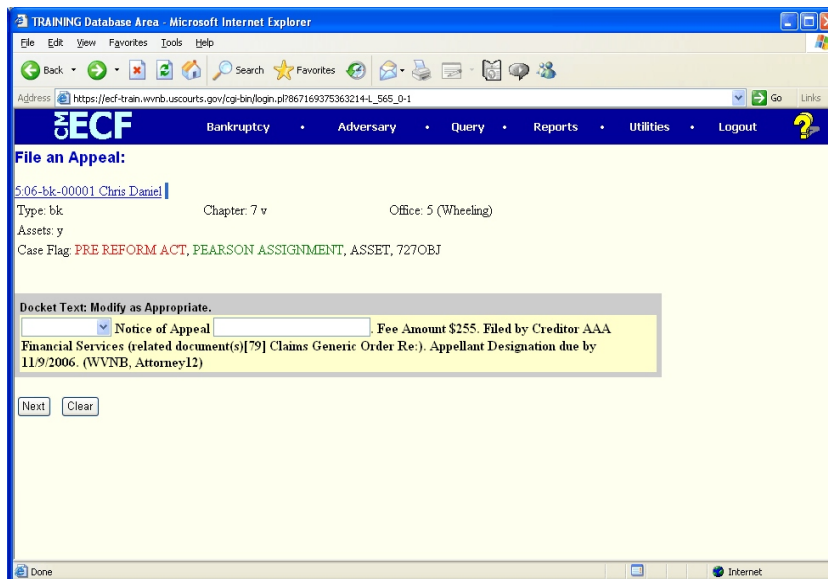 TRAINING Database Area - Microsoft Internet Explorer
File Edit View Favorites Tools Help
Back Search Favorites
Address https://ecf-train.wvnb.uscourts.gov/cgi-bin/login.pl?867169375363214-L_565_0-1 Go Links
CM ECF Bankruptcy • Adversary • Query • Reports • Utilities • Logout ?
File an Appeal:
5:06-bk-00001 Chris Daniel
Type: bk Chapter: 7 v Office: 5 (Wheeling)
Assets: y
Case Flag: PRE REFORM ACT, PEARSON ASSIGNMENT, ASSET, 727OBJ
Docket Text: Modify as Appropriate.
Notice of Appeal . Fee Amount $255. Filed by Creditor AAA
Financial Services (related document(s)[79] Claims Generic Order Re:). Appellant Designation due by
11/9/2006. (WVNB, Attorney12)
Next Clear
Done Internet